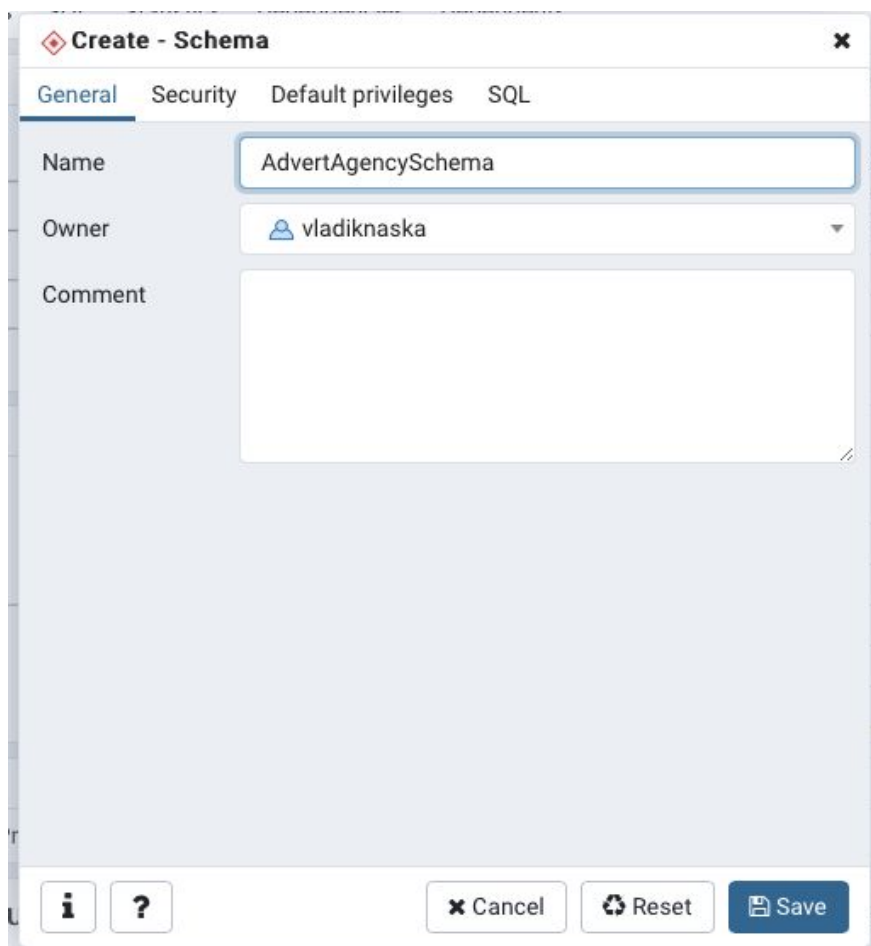 Create - Schema
General Security Default privileges SQL
Name AdvertAgencySchema
Owner vladiknaska
Comment
i ? Cancel Reset Save